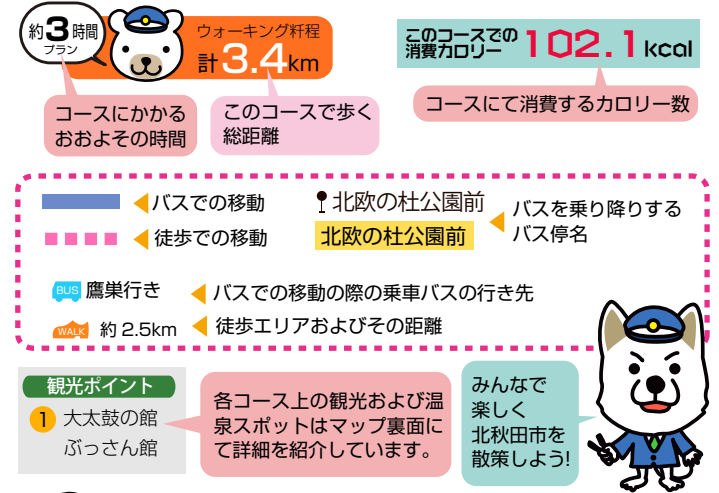 約3時間
プラン
ウォーキング粁程
計3.4km
このコースでの
消費カロリー 102.1kcal
コースにかかる
おおよその時間
このコースで歩く
総距離
コースにて消費するカロリー数
バスでの移動
徒歩での移動
北欧の杜公園前
北欧の杜公園前
バスを乗り降りする
バス停名
BUS 鷹巣行き
バスでの移動の際の乗車バスの行き先
WALK 約2.5km
徒歩エリアおよびその距離
観光ポイント
1 大太鼓の館
ぶっさん館
各コース上の観光および温
泉スポットはマップ裏面に
て詳細を紹介しています。
みんなで
楽しく
北秋田市を
散策しよう!